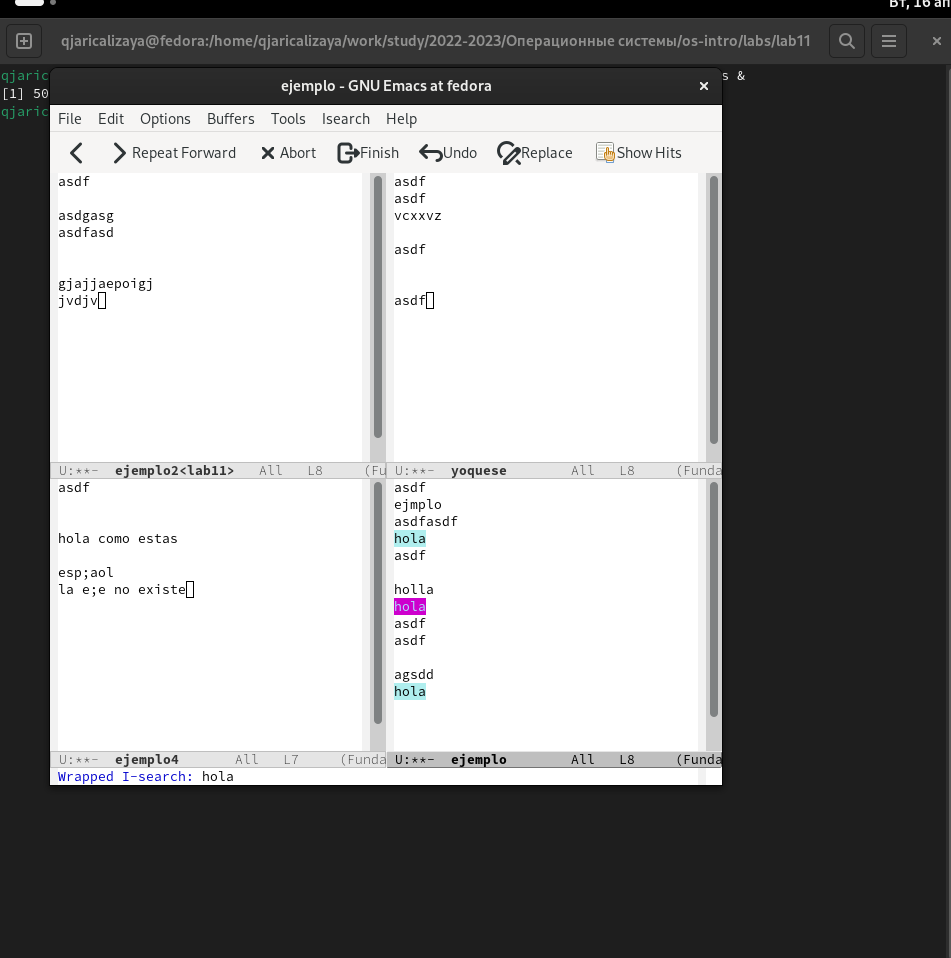 Вт, 16 ап
qjaricalizaya@fedora:/home/qjaricalizaya/work/study/2022-2023/Операционные системы/os-intro/labs/lab11
qjaric
s &
[1] 50
qjaric
ejemplo - GNU Emacs at fedora
File Edit Options Buffers Tools Isearch Help
Repeat Forward Abort Finish Undo Replace Show Hits
asdf
asdgasg
asdfasd
gjajjaepoigj
jvdjv
U:**- ejemplo2<lab11> All L8 (Fu
asdf
asdf
vcxxvz
asdf
asdf
U:**- yoquese All L8 (Funda
asdf
hola como estas
esp;aol
la e;e no existe
U:**- ejemplo4 All L7 (Funda
asdf
ejmplo
asdfasdf
hola
asdf
holla
hola
asdf
asdf
agsdd
hola
U:**- ejemplo All L8 (Funda
Wrapped I-search: hola